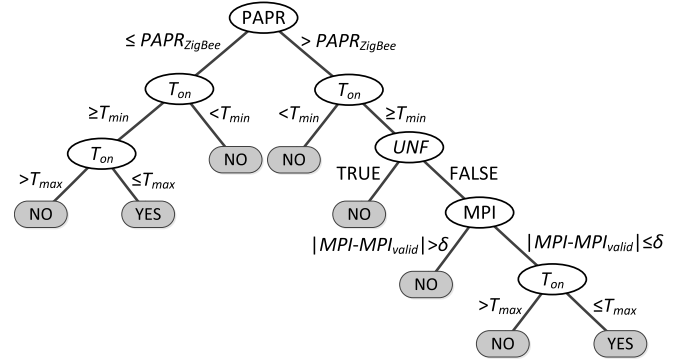 PAPR
≤ PAPR_ZigBee > PAPR_ZigBee
T_on T_on
≥T_min <T_min <T_min ≥T_min
T_on NO NO UNF
>T_max ≤T_max TRUE FALSE
NO YES NO MPI
|MPI-MPI_valid|>δ |MPI-MPI_valid|≤δ
NO T_on
>T_max ≤T_max
NO YES